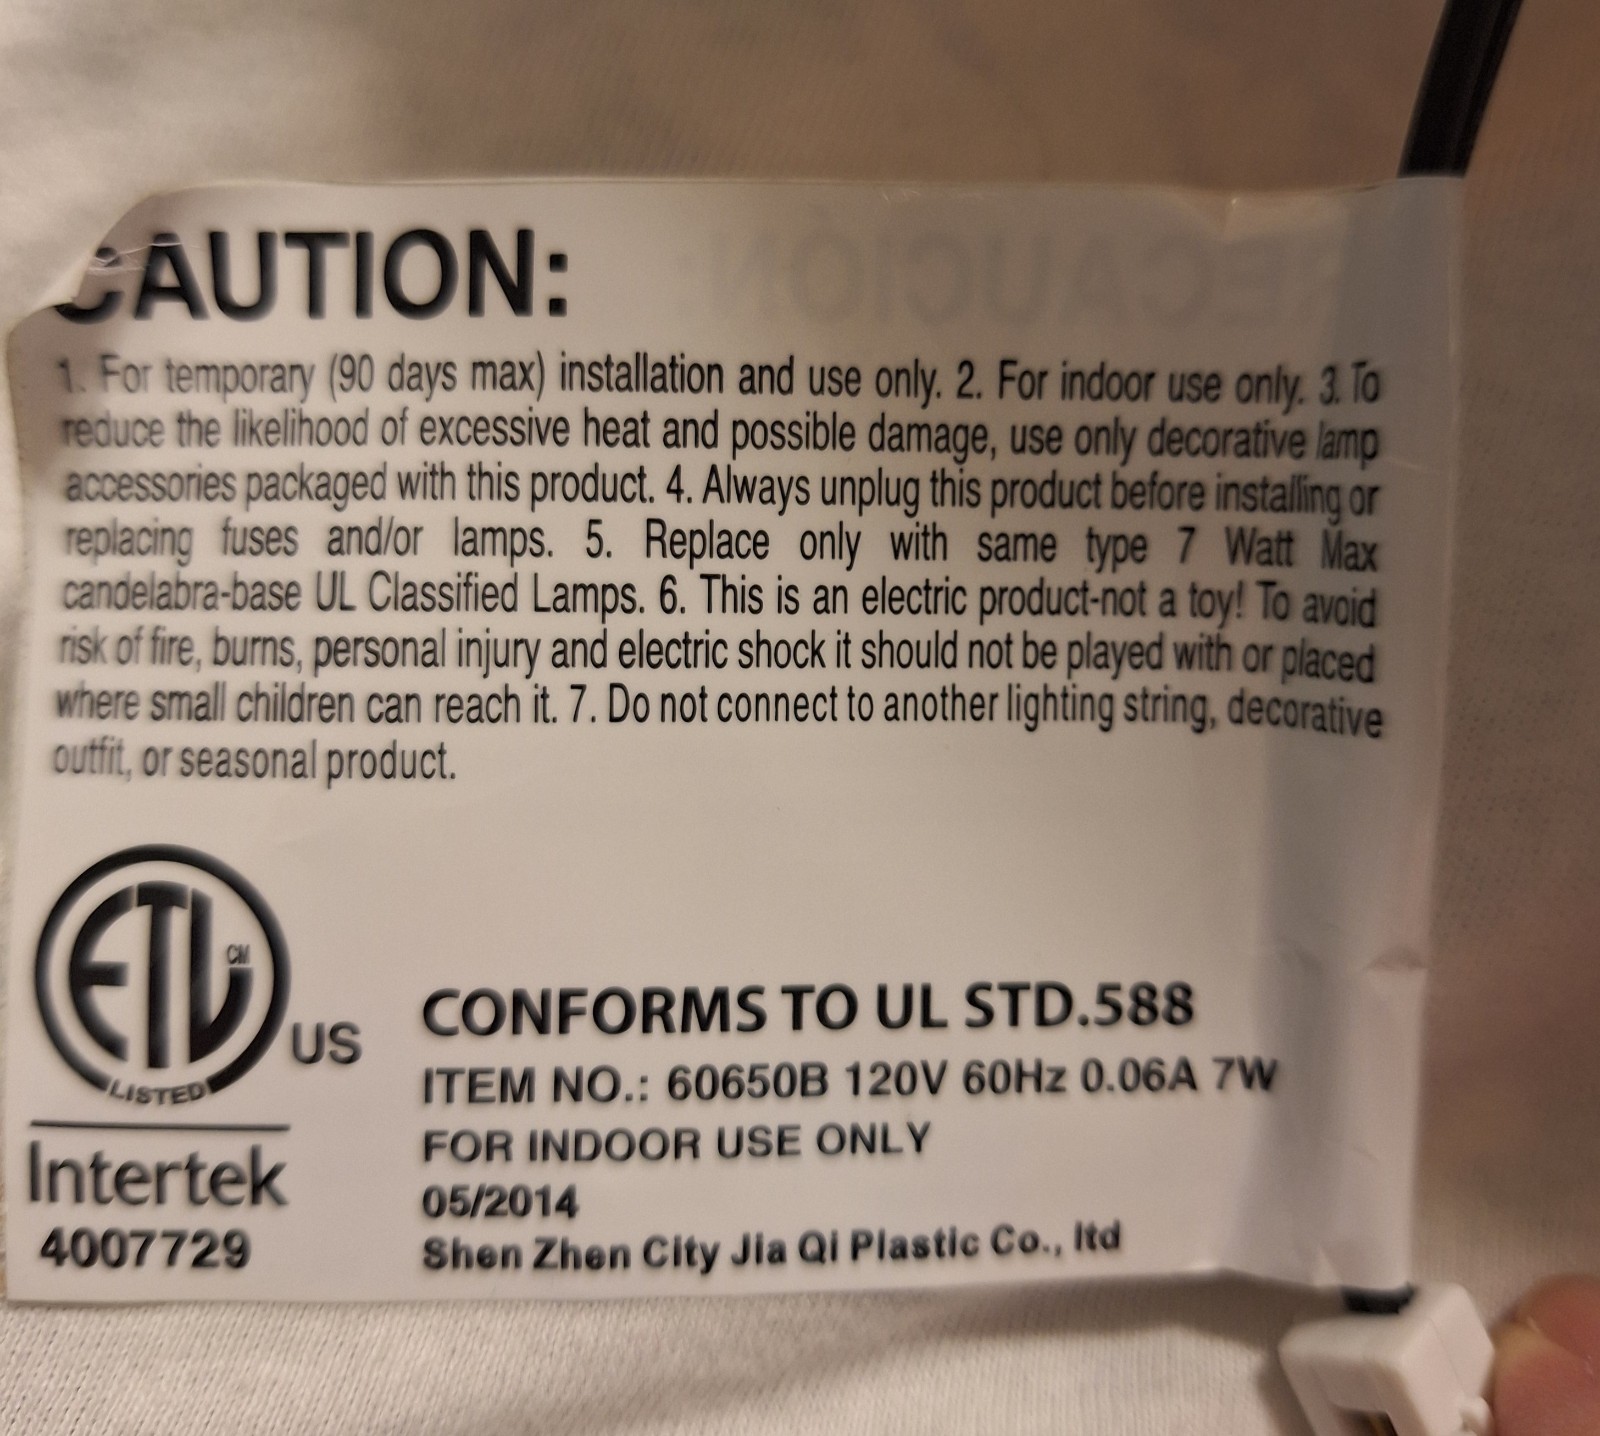 CAUTION:
1. For temporary (90 days max) installation and use only. 2. For indoor use only. 3. To
reduce the likelihood of excessive heat and possible damage, use only decorative lamp
accessories packaged with this product. 4. Always unplug this product before installing or
replacing fuses and/or lamps. 5. Replace only with same type 7 Watt Max
candelabra-base UL Classified Lamps. 6. This is an electric product-not a toy! To avoid
risk of fire, burns, personal injury and electric shock it should not be played with or placed
where small children can reach it. 7. Do not connect to another lighting string, decorative
outfit, or seasonal product.
ETL CM
LISTED
US
Intertek
4007729
CONFORMS TO UL STD.588
ITEM NO.: 60650B 120V 60Hz 0.06A 7W
FOR INDOOR USE ONLY
05/2014
Shen Zhen City Jia Qi Plastic Co., ltd